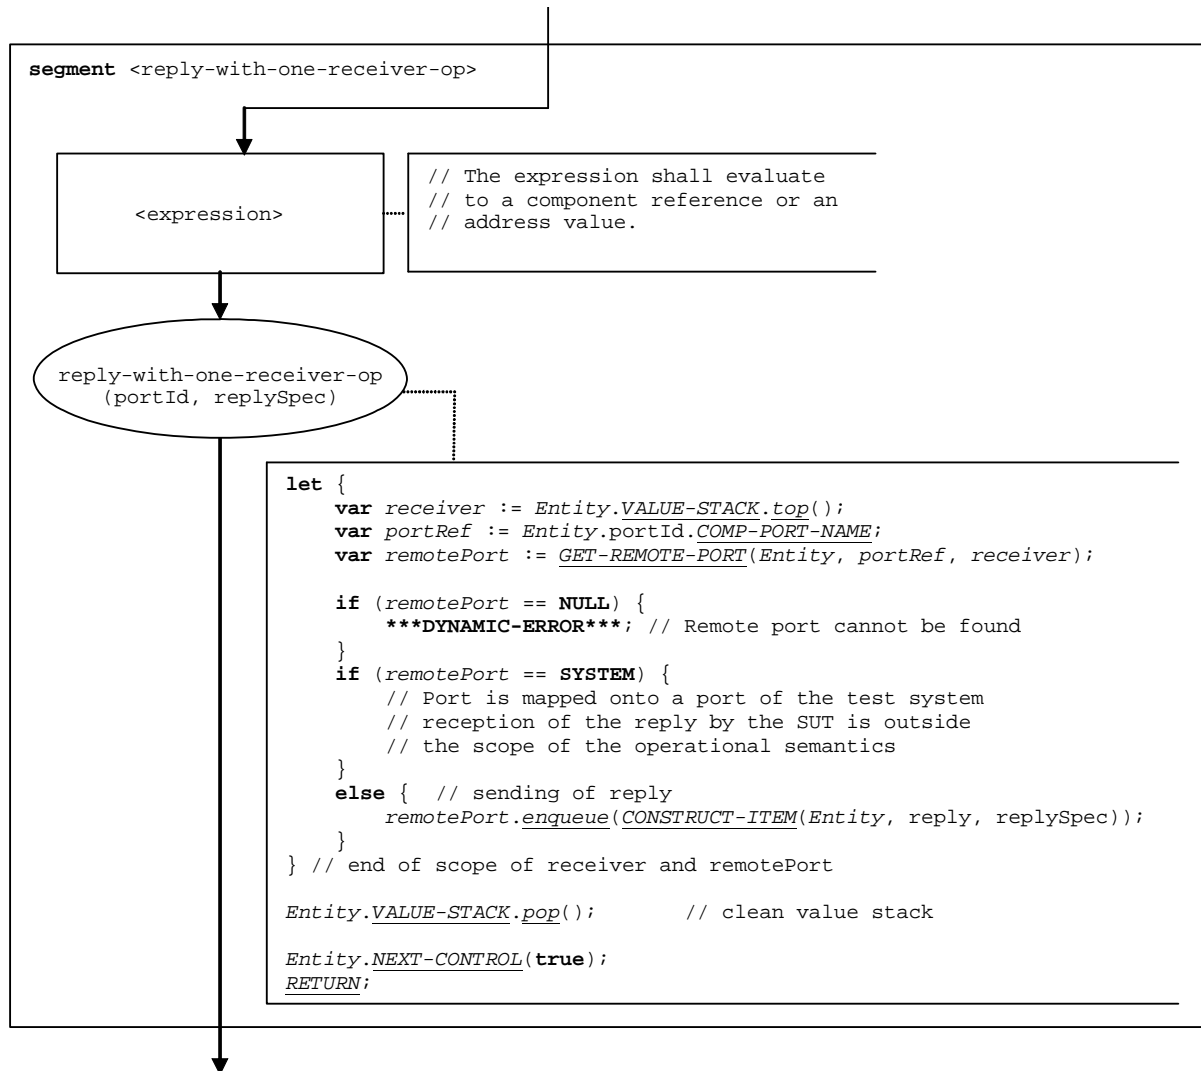 segment <reply-with-one-receiver-op>
<expression>
// The expression shall evaluate
// to a component reference or an
// address value.
reply-with-one-receiver-op
(portId, replySpec)
let {
    var receiver := Entity.VALUE-STACK.top();
    var portRef := Entity.portId.COMP-PORT-NAME;
    var remotePort := GET-REMOTE-PORT(Entity, portRef, receiver);
    if (remotePort == NULL) {
        ***DYNAMIC-ERROR***; // Remote port cannot be found
    }
    if (remotePort == SYSTEM) {
        // Port is mapped onto a port of the test system
        // reception of the reply by the SUT is outside
        // the scope of the operational semantics
    }
    else {  // sending of reply
        remotePort.enqueue(CONSTRUCT-ITEM(Entity, reply, replySpec));
    }
} // end of scope of receiver and remotePort
Entity.VALUE-STACK.pop();        // clean value stack
Entity.NEXT-CONTROL(true);
RETURN;